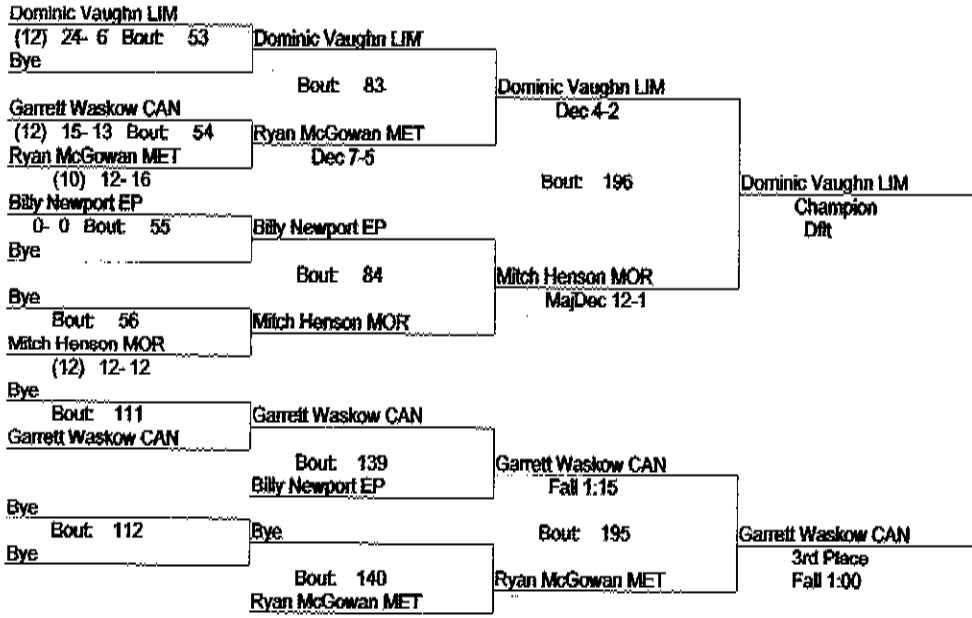 Dominic Vaughn LIM
(12) 24- 6 Bout: 53
Bye
Dominic Vaughn LIM
Bout: 83
Garrett Waskow CAN
(12) 15- 13 Bout: 54
Ryan McGowan MET
(10) 12- 16
Ryan McGowan MET
Dec 7-5
Dominic Vaughn LIM
Dec 4-2
Bout: 196
Billy Newport EP
0- 0 Bout: 55
Bye
Billy Newport EP
Bout: 84
Bye
Bout: 56
Mitch Henson MOR
(12) 12- 12
Mitch Henson MOR
Mitch Henson MOR
MajDec 12-1
Dominic Vaughn LIM
Champion
Dflt
Bye
Bout: 111
Garrett Waskow CAN
Garrett Waskow CAN
Bout: 139
Billy Newport EP
Garrett Waskow CAN
Fall 1:15
Bout: 195
Bye
Bout: 112
Bye
Bye
Bout: 140
Ryan McGowan MET
Ryan McGowan MET
Garrett Waskow CAN
3rd Place
Fall 1:00